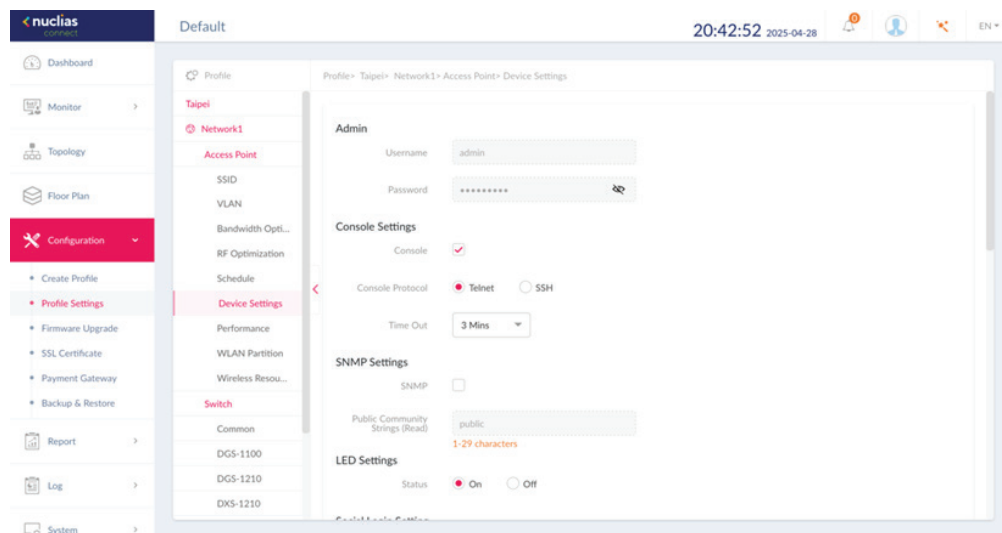 nuclias
connect
Default
20:42:52 2025-04-28
0
EN
Dashboard
Monitor
Topology
Floor Plan
Configuration
Create Profile
Profile Settings
Firmware Upgrade
SSL Certificate
Payment Gateway
Backup & Restore
Report
Log
System
Profile
Taipei
Network1
Access Point
SSID
VLAN
Bandwidth Opti...
RF Optimization
Schedule
Device Settings
Performance
WLAN Partition
Wireless Resou...
Switch
Common
DGS-1100
DGS-1210
DXS-1210
Profile> Taipei> Network1> Access Point> Device Settings
Admin
Username admin
Password •••••••••
Console Settings
Console
Console Protocol Telnet SSH
Time Out 3 Mins
SNMP Settings
SNMP
Public Community
Strings (Read) public
1-29 characters
LED Settings
Status On Off
Social Login Setting